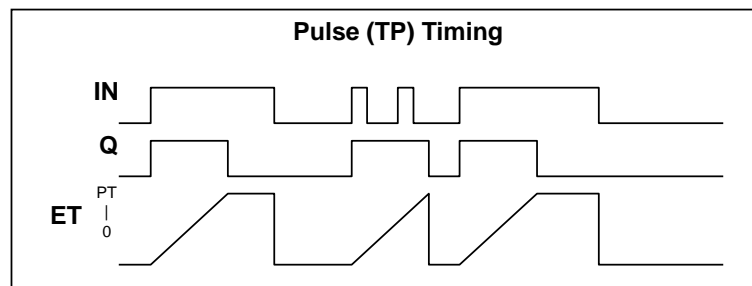 Pulse (TP) Timing
IN
Q
PT
|
ET
0